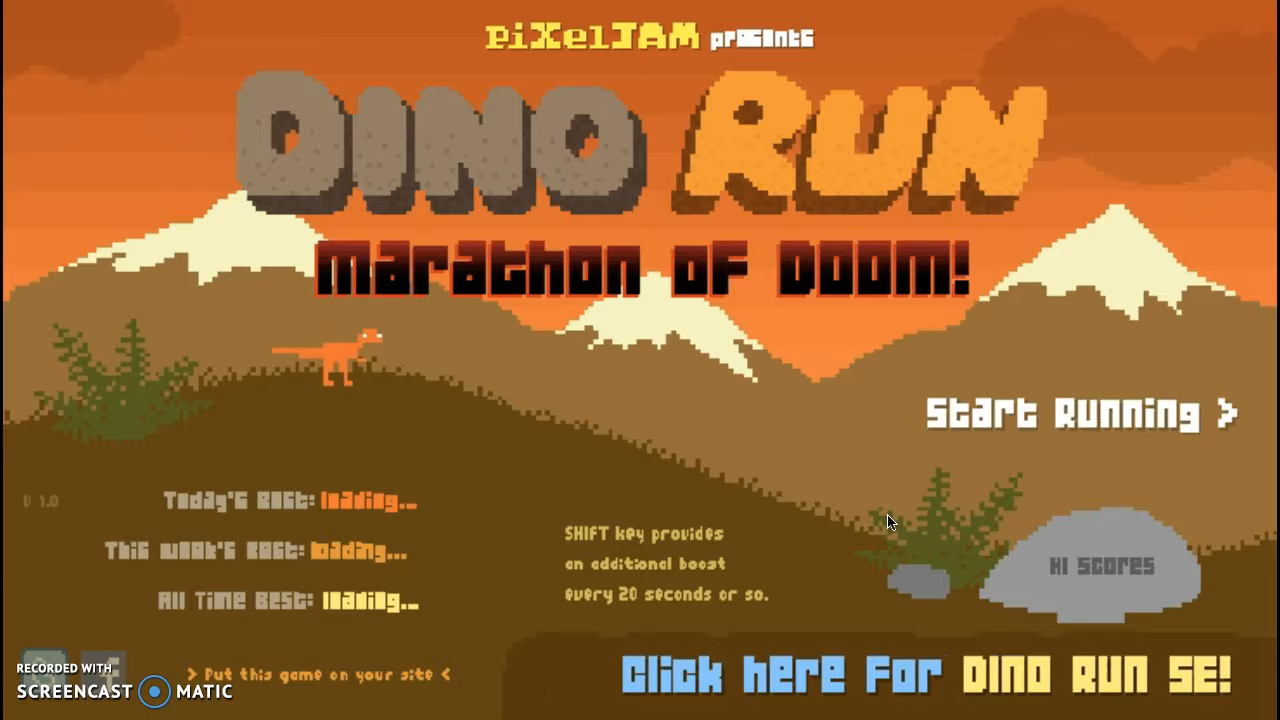 PiXelJAM presents
DINO RUN
Marathon of DOOM!
Start Running >
V 1.0
Today's Best: loading...
This Week's Best: loading...
All Time Best: loading...
SHIFT key provides
an additional boost
every 20 seconds or so.
HI SCORES
> Put this game on your site <
Click here For DINO RUN SE!
RECORDED WITH
SCREENCAST MATIC